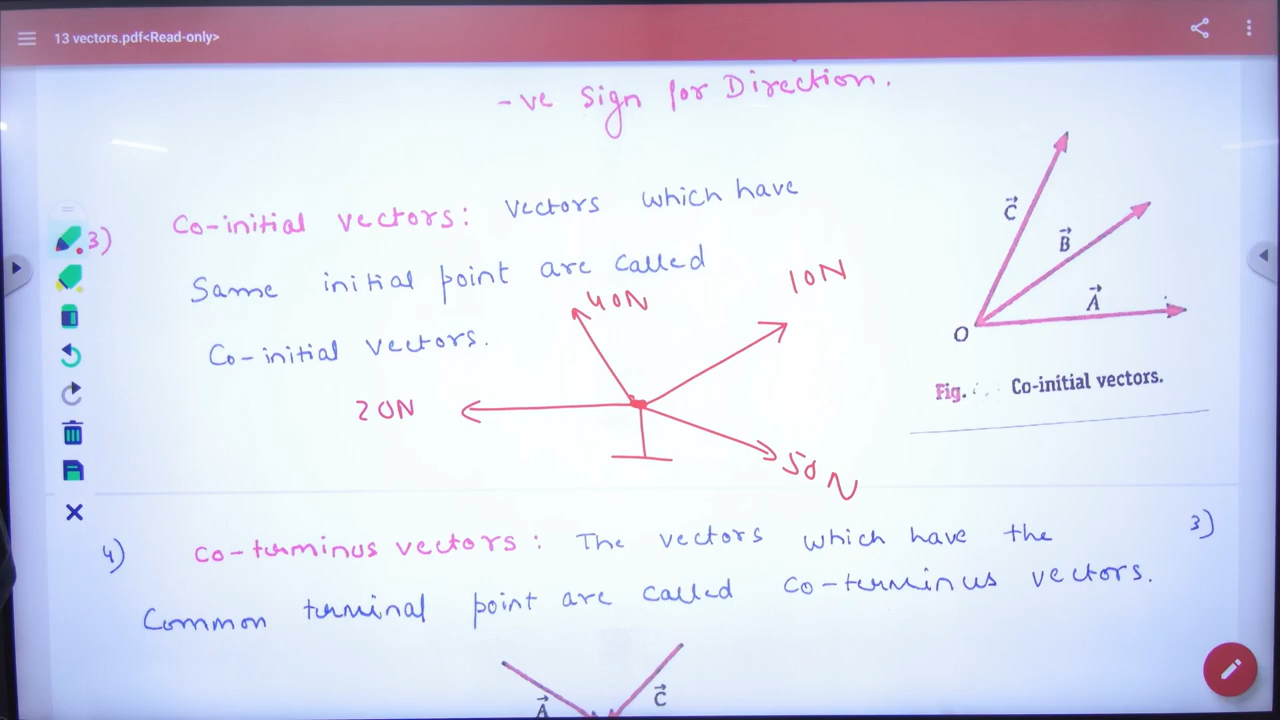 13 vectors.pdf<Read-only>
-ve Sign for Direction.
3) Co-initial vectors: vectors which have
Same initial point are called
Co-initial vectors.
40N
10N
20N
50N
C
B
A
O
Fig. Co-initial vectors.
4) Co-terminus vectors: The vectors which have the
3)
Common terminal point are called Co-terminus vectors.
A
C